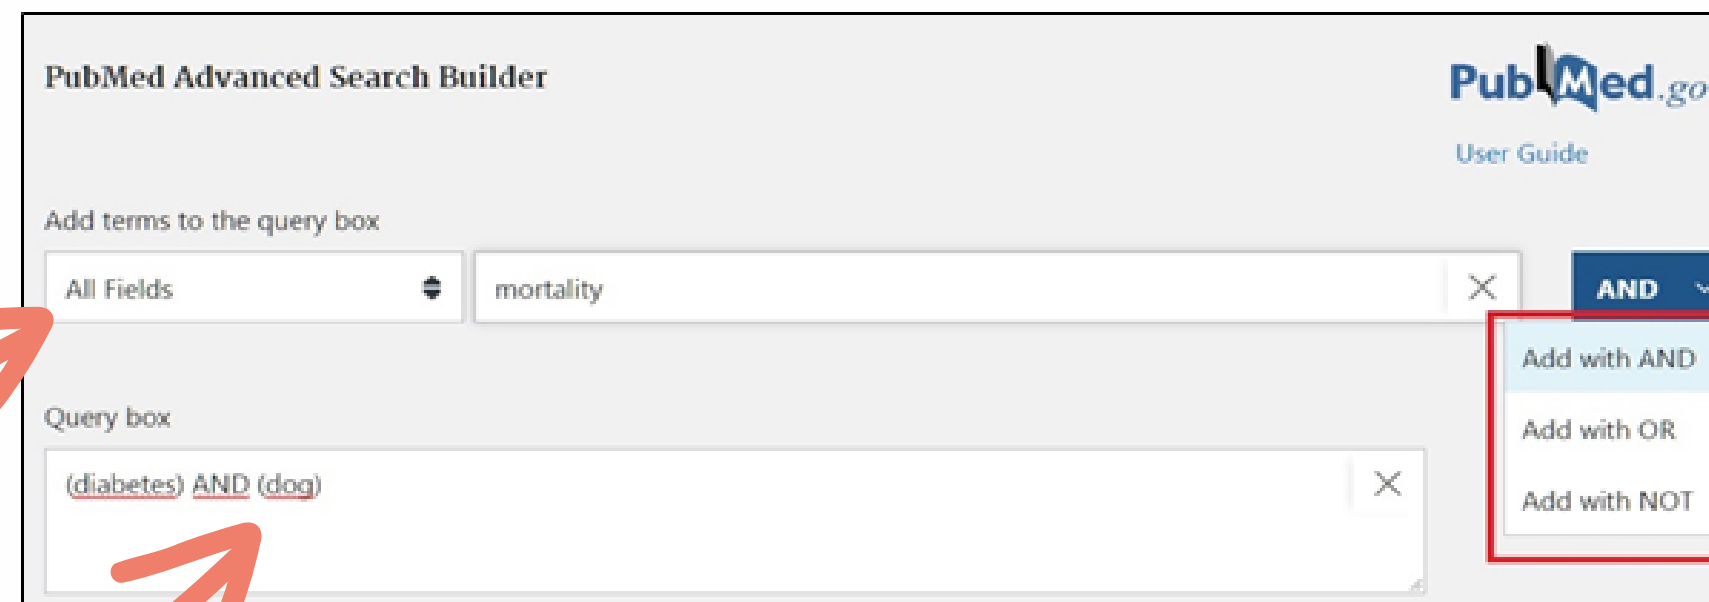 PubMed Advanced Search Builder
PubMed.go
User Guide
Add terms to the query box
All Fields
mortality
AND
Add with AND
Add with OR
Add with NOT
Query box
(diabetes) AND (dog)